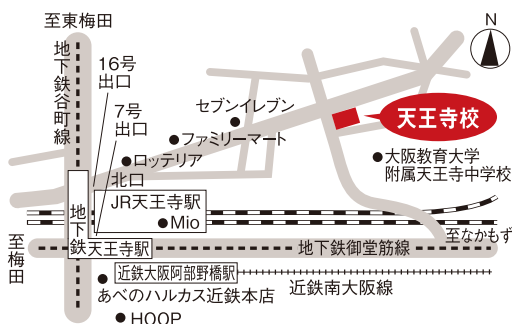 至東梅田
N
地下鉄谷町線
16号
出口
7号
出口
セブンイレブン
ファミリーマート
ロッテリア
天王寺校
大阪教育大学
附属天王寺中学校
北口
JR天王寺駅
Mio
地下鉄
天王寺駅
至梅田
地下鉄御堂筋線
至なかもず
近鉄大阪阿部野橋駅
近鉄南大阪線
あべのハルカス近鉄本店
HOOP